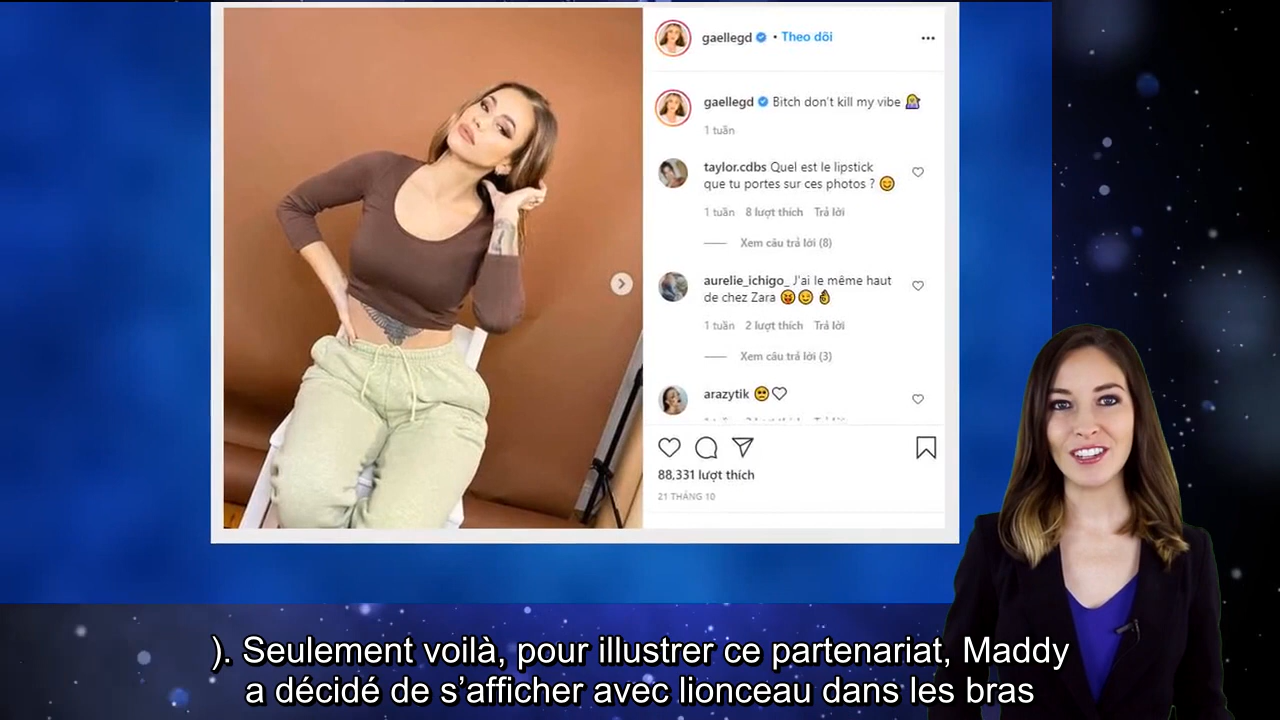 gaellegd • Theo dõi
gaellegd Bitch don't kill my vibe
1 tuần
taylor.cdbs Quel est le lipstick
que tu portes sur ces photos ?
1 tuần 8 lượt thích Trả lời
Xem câu trả lời (8)
aurelie_ichigo_ J'ai le même haut
de chez Zara
1 tuần 2 lượt thích Trả lời
Xem câu trả lời (3)
arazytik
88,331 lượt thích
21 THÁNG 10
). Seulement voilà, pour illustrer ce partenariat, Maddy
a décidé de s’afficher avec lionceau dans les bras